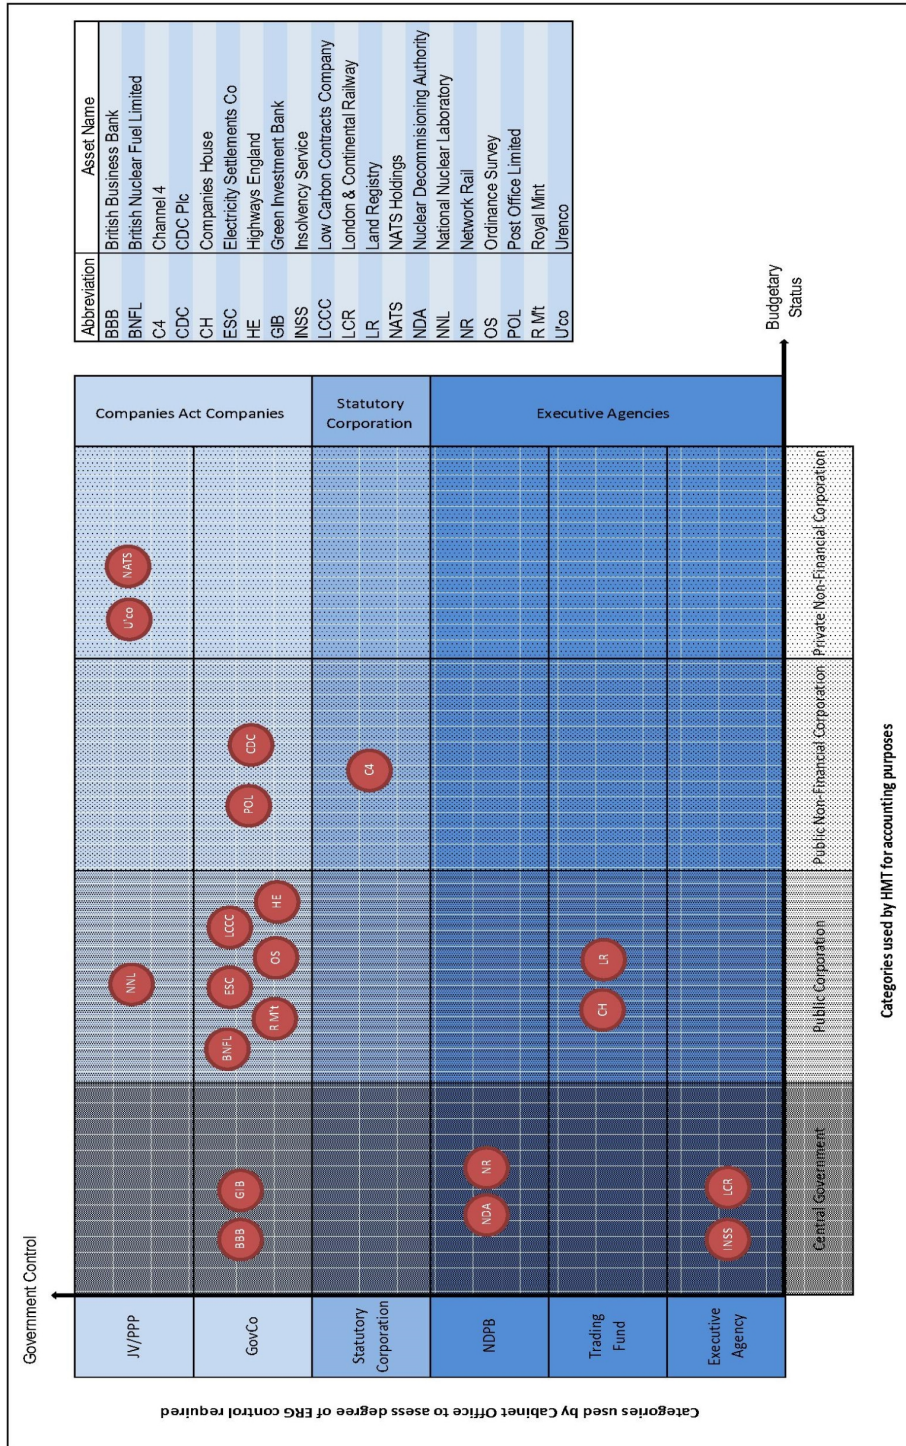 Government Control
JV/PPP
GovCo
Statutory
Corporation
NDPB
Trading
Fund
Executive
Agency
Categories used by Cabinet Office to asess degree of ERG control required
NNL
U'co
NATS
BBB
GIB
BNFL
ESC
LCCC
R M't
OS
HE
POL
CDC
C4
NDA
NR
CH
LR
INSS
LCR
Companies Act Companies
Statutory
Corporation
Executive Agencies
Central Government
Public Corporation
Public Non-Financial Corporation
Private Non-Financial Corporation
Budgetary
Status
Categories used by HMT for accounting purposes
Abbreviation Asset Name
BBB British Business Bank
BNFL British Nuclear Fuel Limited
C4 Channel 4
CDC CDC Plc
CH Companies House
ESC Electricity Settlements Co
HE Highways England
GIB Green Investment Bank
INSS Insolvency Service
LCCC Low Carbon Contracts Company
LCR London & Continental Railway
LR Land Registry
NATS NATS Holdings
NDA Nuclear Decommisioning Authority
NNL National Nuclear Laboratory
NR Network Rail
OS Ordinance Survey
POL Post Office Limited
R M't Royal Mint
U'co Urenco